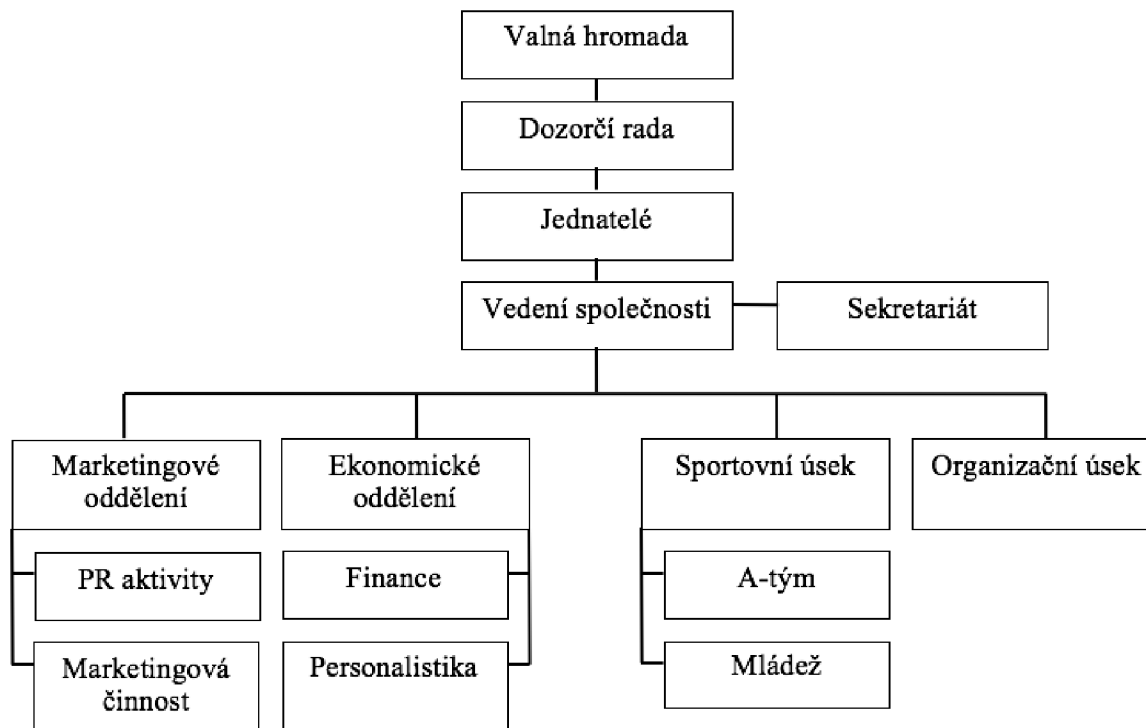 Valná hromada
Dozorčí rada
Jednatelé
Vedení společnosti
Sekretariát
Marketingové
oddělení
Ekonomické
oddělení
Sportovní úsek
Organizační úsek
PR aktivity
Finance
A-tým
Marketingová
činnost
Personalistika
Mládež